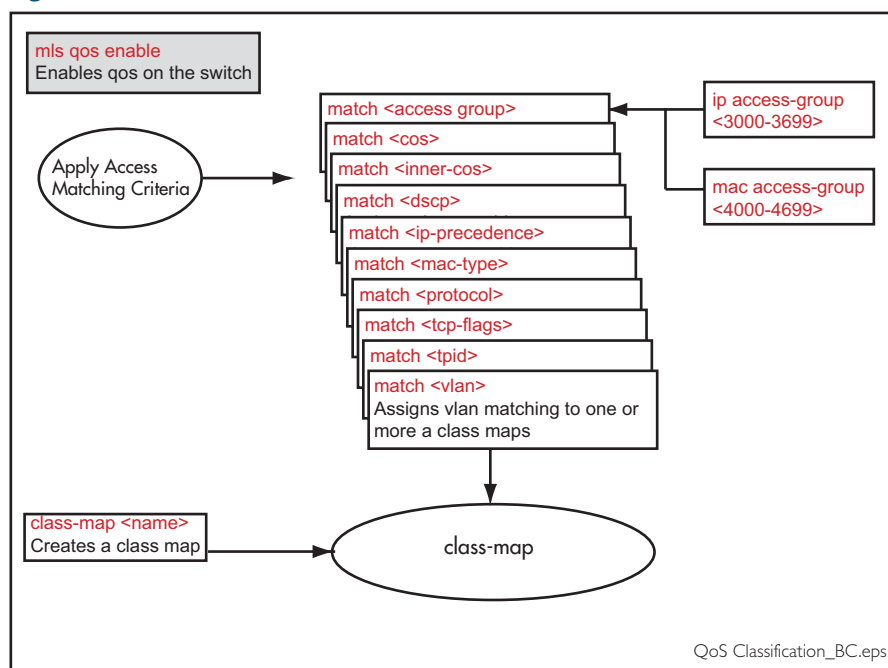 mls qos enable
Enables qos on the switch
match <access group>
ip access-group
<3000-3699>
match <cos>
Apply Access
Matching Criteria
match <inner-cos>
match <dscp>
mac access-group
<4000-4699>
match <ip-precedence>
match <mac-type>
match <protocol>
match <tcp-flags>
match <tpid>
match <vlan>
Assigns vlan matching to one or
more a class maps
class-map <name>
Creates a class map
class-map
QoS Classification_BC.eps